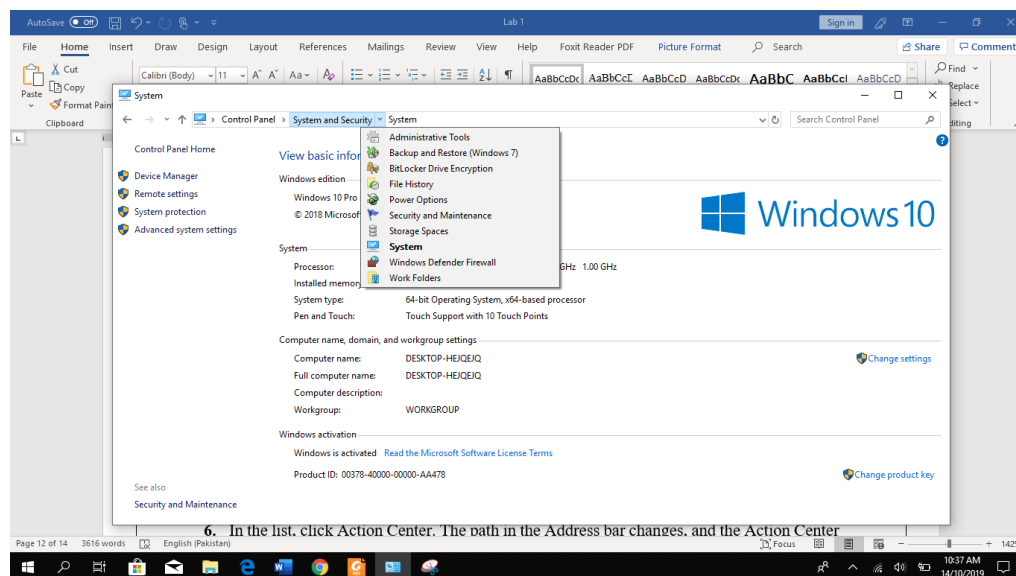 AutoSave Off Lab 1 Sign in
File Home Insert Draw Design Layout References Mailings Review View Help Foxit Reader PDF Picture Format Search Share Comment
Cut
Copy
Format Pain
Paste
Clipboard
Calibri (Body) 11 A A Aa
AaBbCcDc AaBbCcE AaBbCcD AaBbCcDc AaBbC AaBbCcl AaBbCcD
Find
Replace
Select
diting
System
Control Panel System and Security System
Search Control Panel
Control Panel Home
Device Manager
Remote settings
System protection
Advanced system settings
See also
Security and Maintenance
Administrative Tools
Backup and Restore (Windows 7)
BitLocker Drive Encryption
File History
Power Options
Security and Maintenance
Storage Spaces
System
Windows Defender Firewall
Work Folders
View basic infor
Windows edition
Windows 10 Pro
© 2018 Microsof
Windows 10
System
Processor: GHz 1.00 GHz
Installed memory
System type: 64-bit Operating System, x64-based processor
Pen and Touch: Touch Support with 10 Touch Points
Computer name, domain, and workgroup settings
Computer name: DESKTOP-HEJQEJQ
Change settings
Full computer name: DESKTOP-HEJQEJQ
Computer description:
Workgroup: WORKGROUP
Windows activation
Windows is activated Read the Microsoft Software License Terms
Product ID: 00378-40000-00000-AA478
Change product key
6. In the list, click Action Center. The path in the Address bar changes, and the Action Center
Page 12 of 14 3616 words English (Pakistan) Focus 142%
10:37 AM
14/10/2019